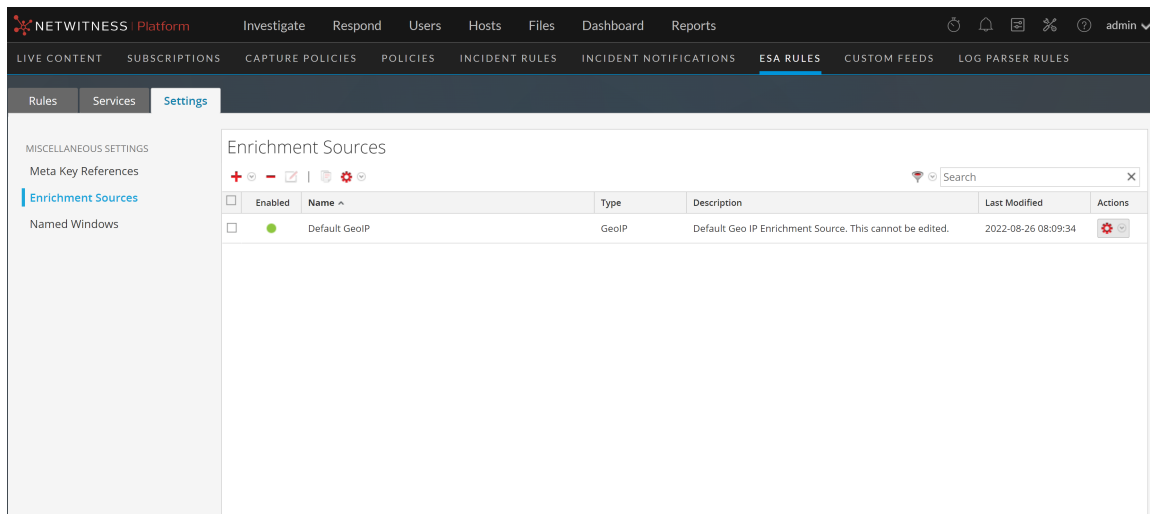 NETWITNESS | Platform Investigate Respond Users Hosts Files Dashboard Reports admin
LIVE CONTENT SUBSCRIPTIONS CAPTURE POLICIES POLICIES INCIDENT RULES INCIDENT NOTIFICATIONS ESA RULES CUSTOM FEEDS LOG PARSER RULES
Rules Services Settings
MISCELLANEOUS SETTINGS
Meta Key References
Enrichment Sources
Named Windows
Enrichment Sources
Search
Enabled Name Type Description Last Modified Actions
Default GeoIP GeoIP Default Geo IP Enrichment Source. This cannot be edited. 2022-08-26 08:09:34